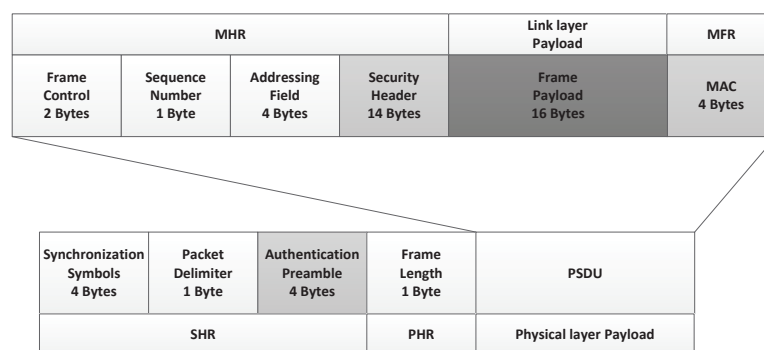 MHR
Link layer
Payload
MFR
Frame
Control
2 Bytes
Sequence
Number
1 Byte
Addressing
Field
4 Bytes
Security
Header
14 Bytes
Frame
Payload
16 Bytes
MAC
4 Bytes
Synchronization
Symbols
4 Bytes
Packet
Delimiter
1 Byte
Authentication
Preamble
4 Bytes
Frame
Length
1 Byte
PSDU
SHR
PHR
Physical layer Payload